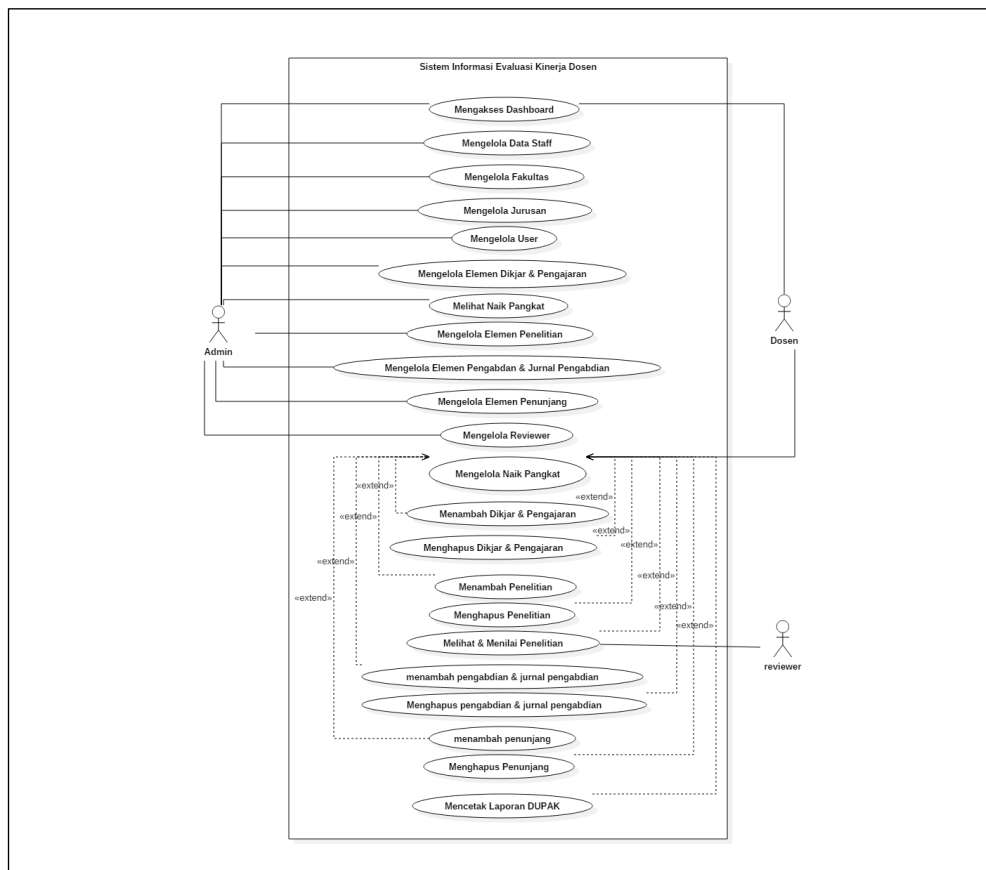 Sistem Informasi Evaluasi Kinerja Dosen
Mengakses Dashboard
Mengelola Data Staff
Mengelola Fakultas
Mengelola Jurusan
Mengelola User
Mengelola Elemen Dikjar & Pengajaran
Melihat Naik Pangkat
Mengelola Elemen Penelitian
Admin
Dosen
Mengelola Elemen Pengabdan & Jurnal Pengabdian
Mengelola Elemen Penunjang
Mengelola Reviewer
Mengelola Naik Pangkat
«extend»
«extend»
Menambah Dikjar & Pengajaran
«extend»
«extend»
Menghapus Dikjar & Pengajaran
«extend»
«extend»
Menambah Penelitian
«extend»
«extend»
Menghapus Penelitian
«extend»
Melihat & Menilai Penelitian
reviewer
menambah pengabdian & jurnal pengabdian
Menghapus pengabdian & jurnal pengabdian
menambah penunjang
Menghapus Penunjang
Mencetak Laporan DUPAK